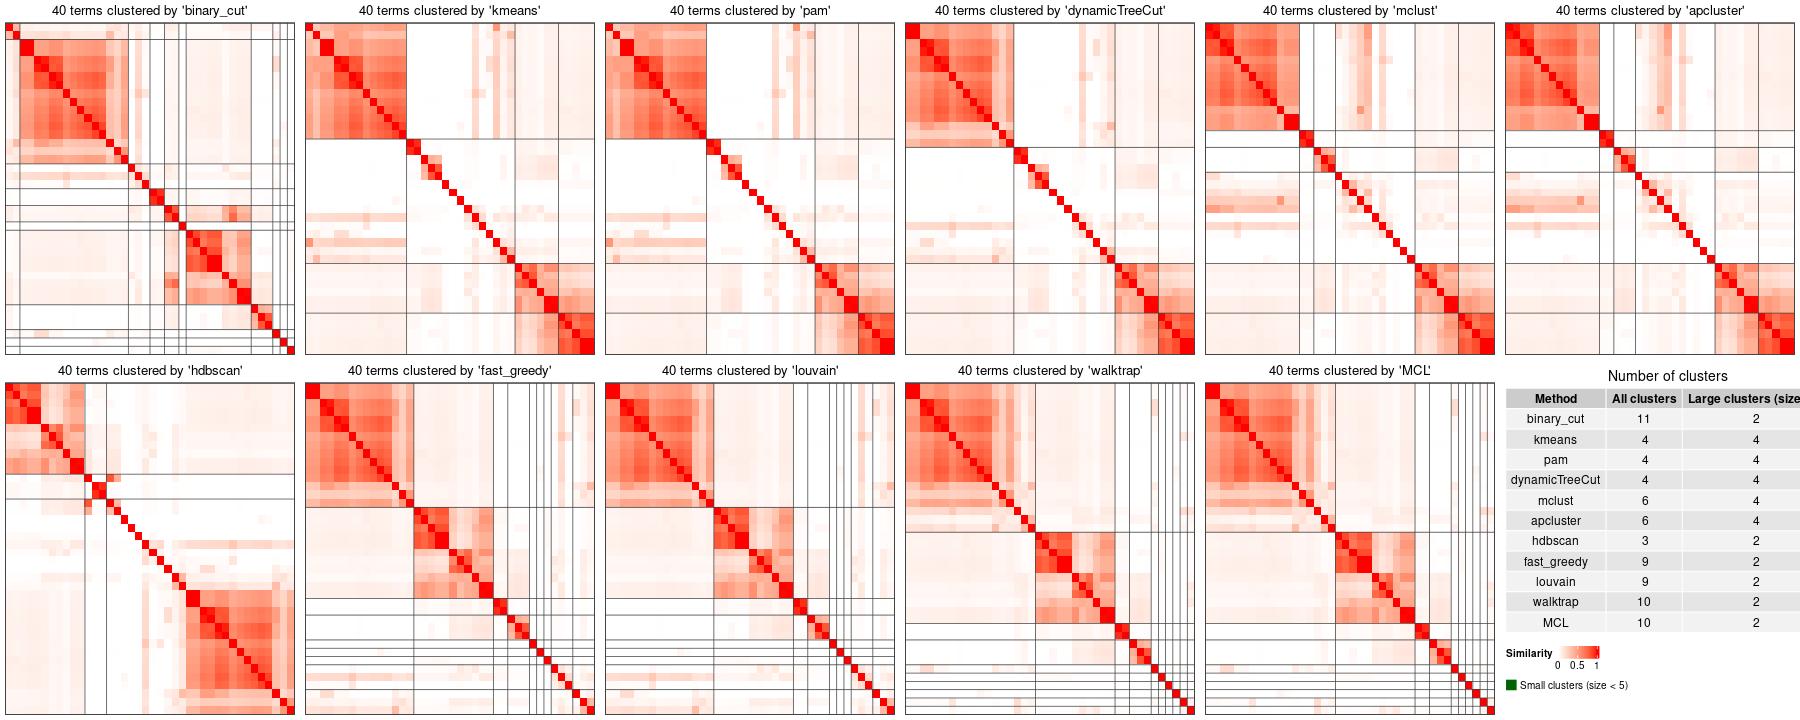 40 terms clustered by 'binary_cut'
40 terms clustered by 'kmeans'
40 terms clustered by 'pam'
40 terms clustered by 'dynamicTreeCut'
40 terms clustered by 'mclust'
40 terms clustered by 'apcluster'
40 terms clustered by 'hdbscan'
40 terms clustered by 'fast_greedy'
40 terms clustered by 'louvain'
40 terms clustered by 'walktrap'
40 terms clustered by 'MCL'
Number of clusters
Method All clusters Large clusters (size
binary_cut 11 2
kmeans 4 4
pam 4 4
dynamicTreeCut 4 4
mclust 6 4
apcluster 6 4
hdbscan 3 2
fast_greedy 9 2
louvain 9 2
walktrap 10 2
MCL 10 2
Similarity
0 0.5 1
Small clusters (size < 5)